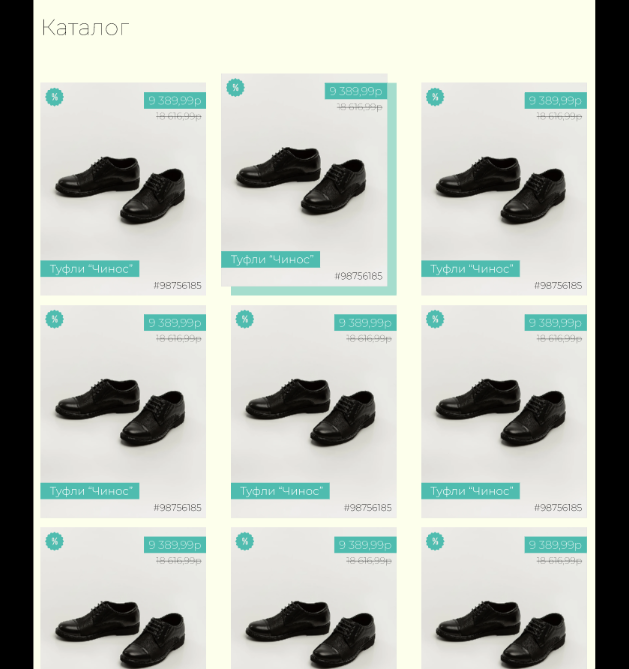 Каталог
%
9 389,99р
18 616,99р
Туфли “Чинос”
#98756185
%
9 389,99р
18 616,99р
Туфли “Чинос”
#98756185
%
9 389,99р
18 616,99р
Туфли “Чинос”
#98756185
%
9 389,99р
18 616,99р
Туфли “Чинос”
#98756185
%
9 389,99р
18 616,99р
Туфли “Чинос”
#98756185
%
9 389,99р
18 616,99р
Туфли “Чинос”
#98756185
%
9 389,99р
18 616,99р
%
9 389,99р
18 616,99р
%
9 389,99р
18 616,99р